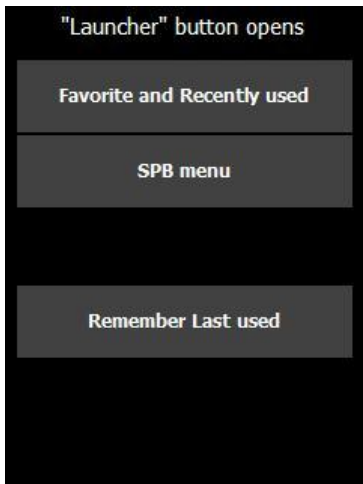 "Launcher" button opens
Favorite and Recently used
SPB menu
Remember Last used